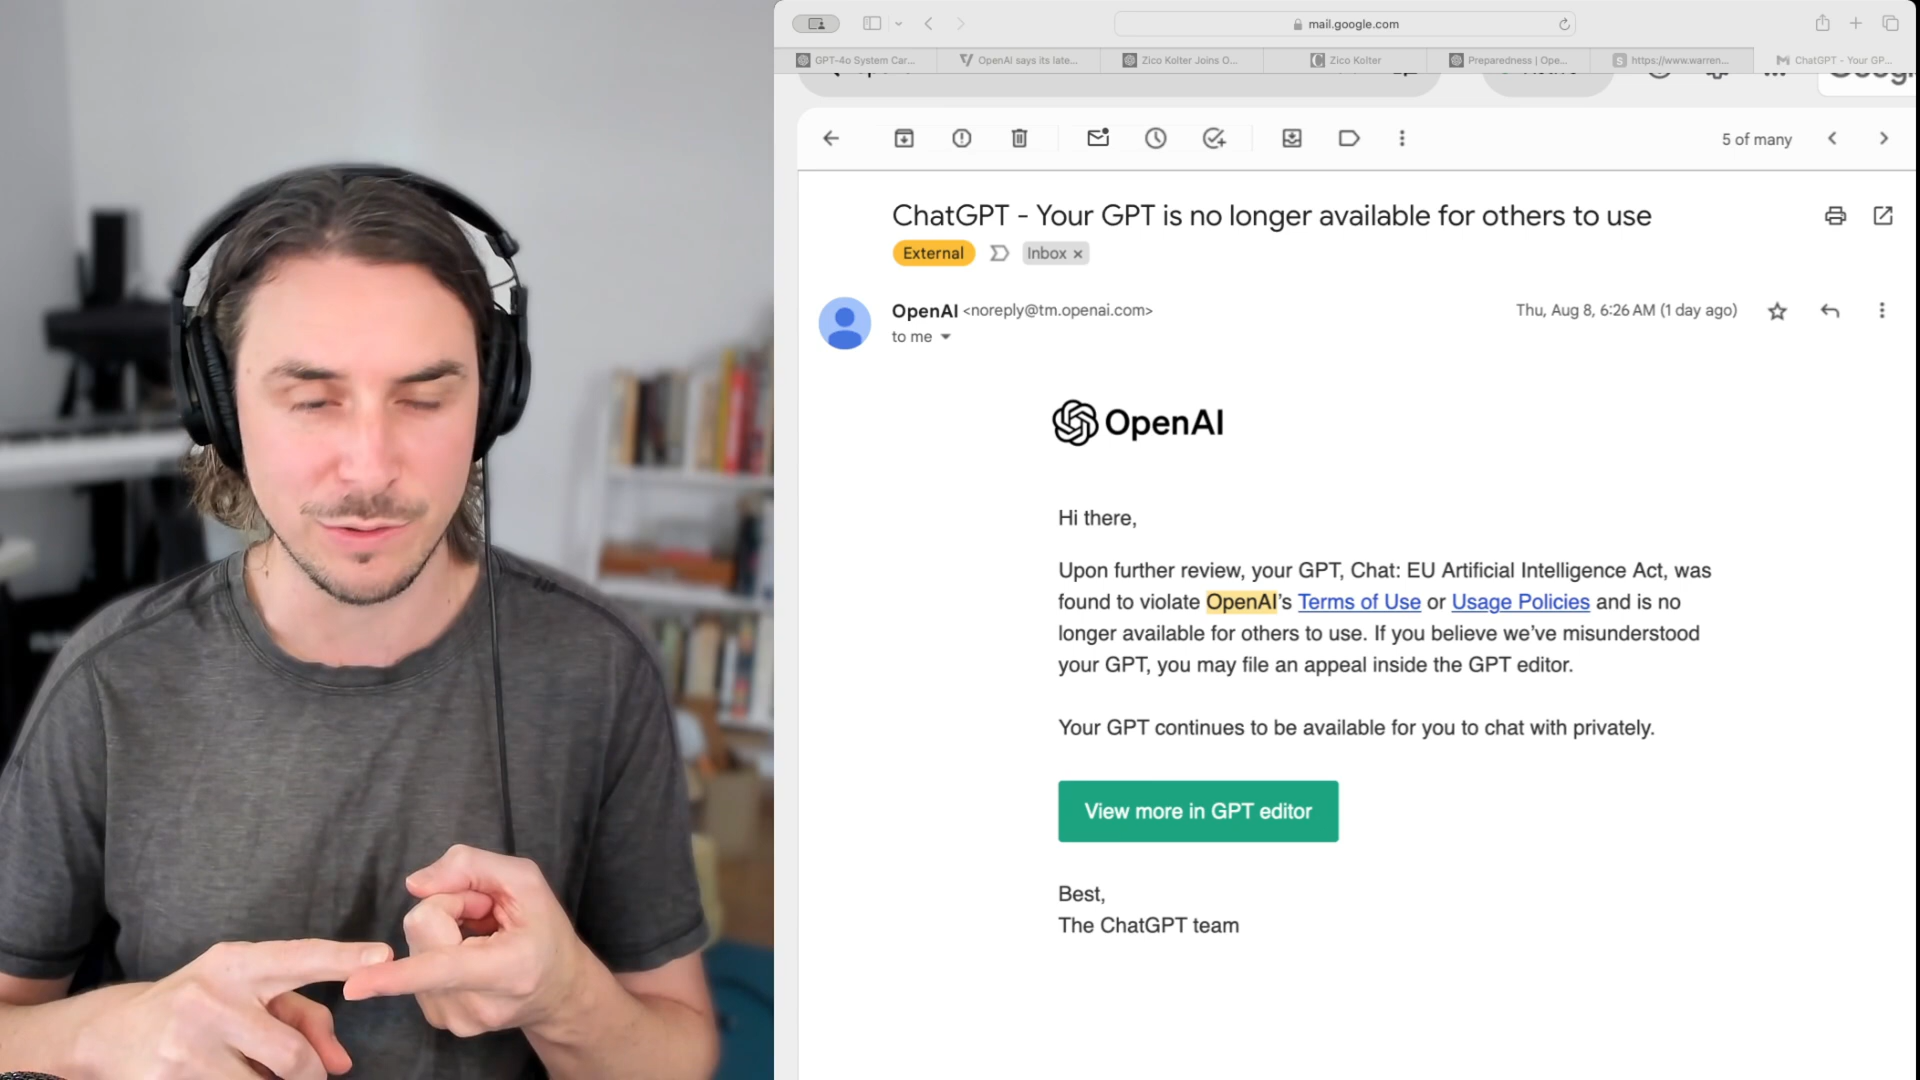 mail.google.com
GPT-4o System Car...
OpenAI says its late...
Zico Kolter Joins O...
Zico Kolter
Preparedness | Ope...
https://www.warren...
ChatGPT - Your GP...
5 of many
ChatGPT - Your GPT is no longer available for others to use
External
Inbox ×
OpenAI <noreply@tm.openai.com>
Thu, Aug 8, 6:26 AM (1 day ago)
to me
OpenAI
Hi there,
Upon further review, your GPT, Chat: EU Artificial Intelligence Act, was
found to violate OpenAI’s Terms of Use or Usage Policies and is no
longer available for others to use. If you believe we’ve misunderstood
your GPT, you may file an appeal inside the GPT editor.
Your GPT continues to be available for you to chat with privately.
View more in GPT editor
Best,
The ChatGPT team